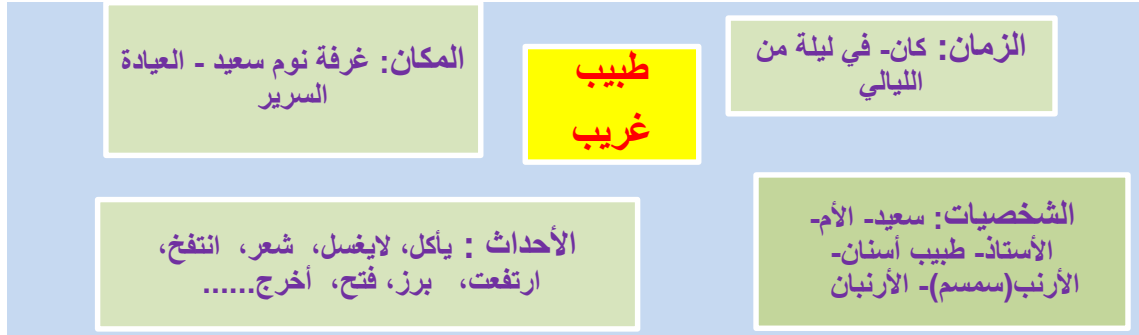 الزمان: كان- في ليلة من
الليالي
طبيب
غريب
المكان: غرفة نوم سعيد - العيادة
السرير
الشخصيات: سعيد- الأم-
الأستاذ- طبيب أسنان-
الأرنب(سمسم)- الأرنبان
الأحداث : يأكل، لايغسل، شعر، انتفخ،
ارتفعت، برز، فتح، أخرج......